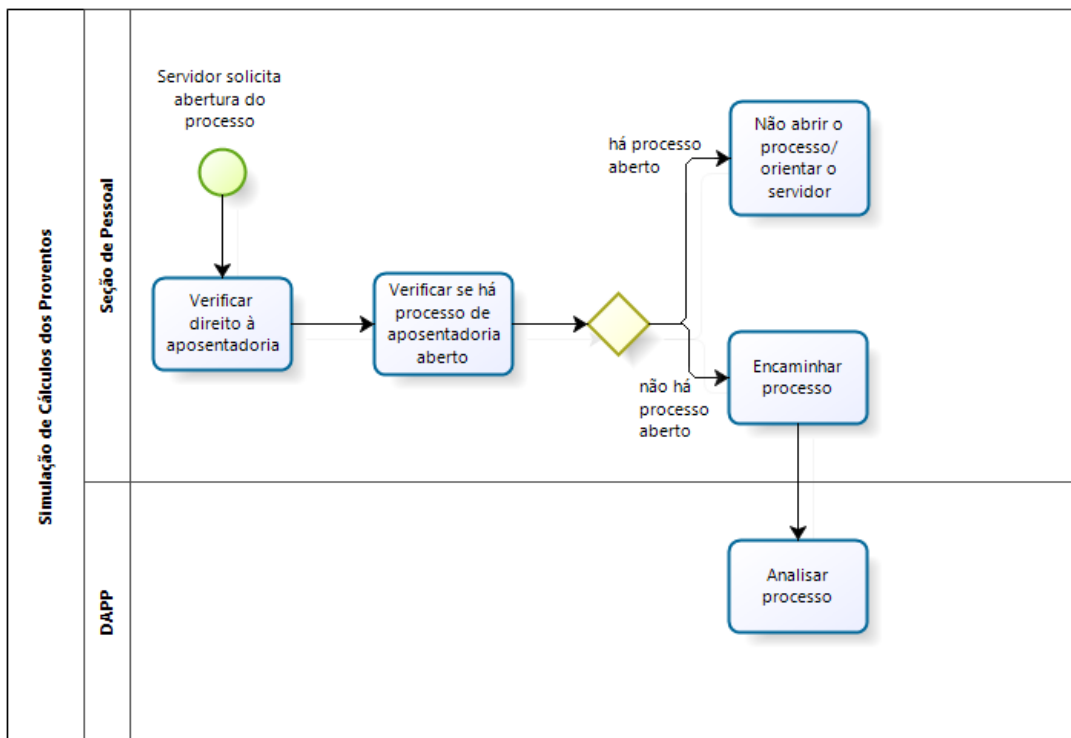 Simulação de Cálculos dos Proventos
Seção de Pessoal
Servidor solicita
abertura do
processo
Verificar
direito à
aposentadoria
Verificar se há
processo de
aposentadoria
aberto
há processo
aberto
Não abrir o
processo/
orientar o
servidor
não há
processo
aberto
Encaminhar
processo
DAPP
Analisar
processo